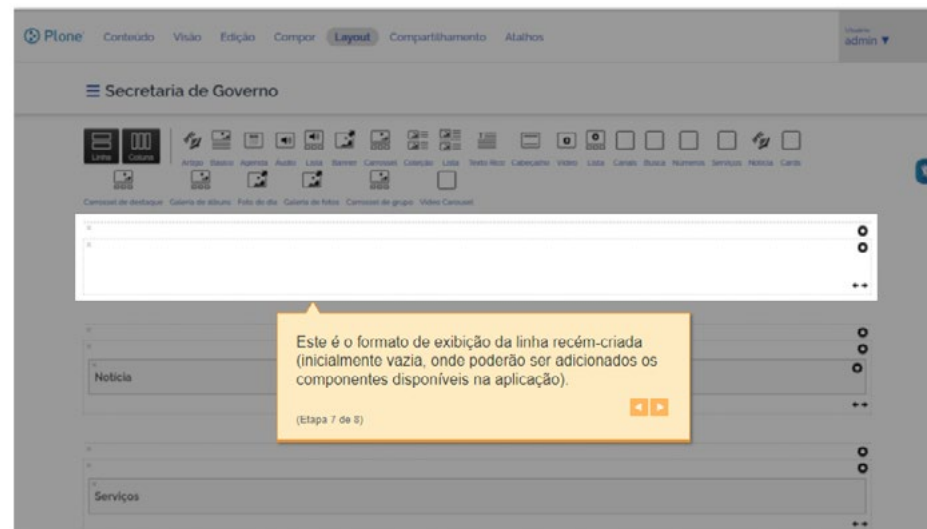 Plone
Conteúdo Visão Edição Compor Layout Compartilhamento Atalhos
Usuário
admin ▼
Secretaria de Governo
Linha Coluna Artigo Básico Agenda Áudio Lista Banner Carrossel Coleção Lista Texto Rico Cabeçalho Vídeo Lista Canais Busca Números Serviços Notícia Cards
Carrossel de destaque Galeria de álbuns Foto do dia Galeria de fotos Carrossel de grupo Vídeo Carousel
Este é o formato de exibição da linha recém-criada
(inicialmente vazia, onde poderão ser adicionados os
componentes disponíveis na aplicação).
(Etapa 7 de 8)
Notícia
Serviços